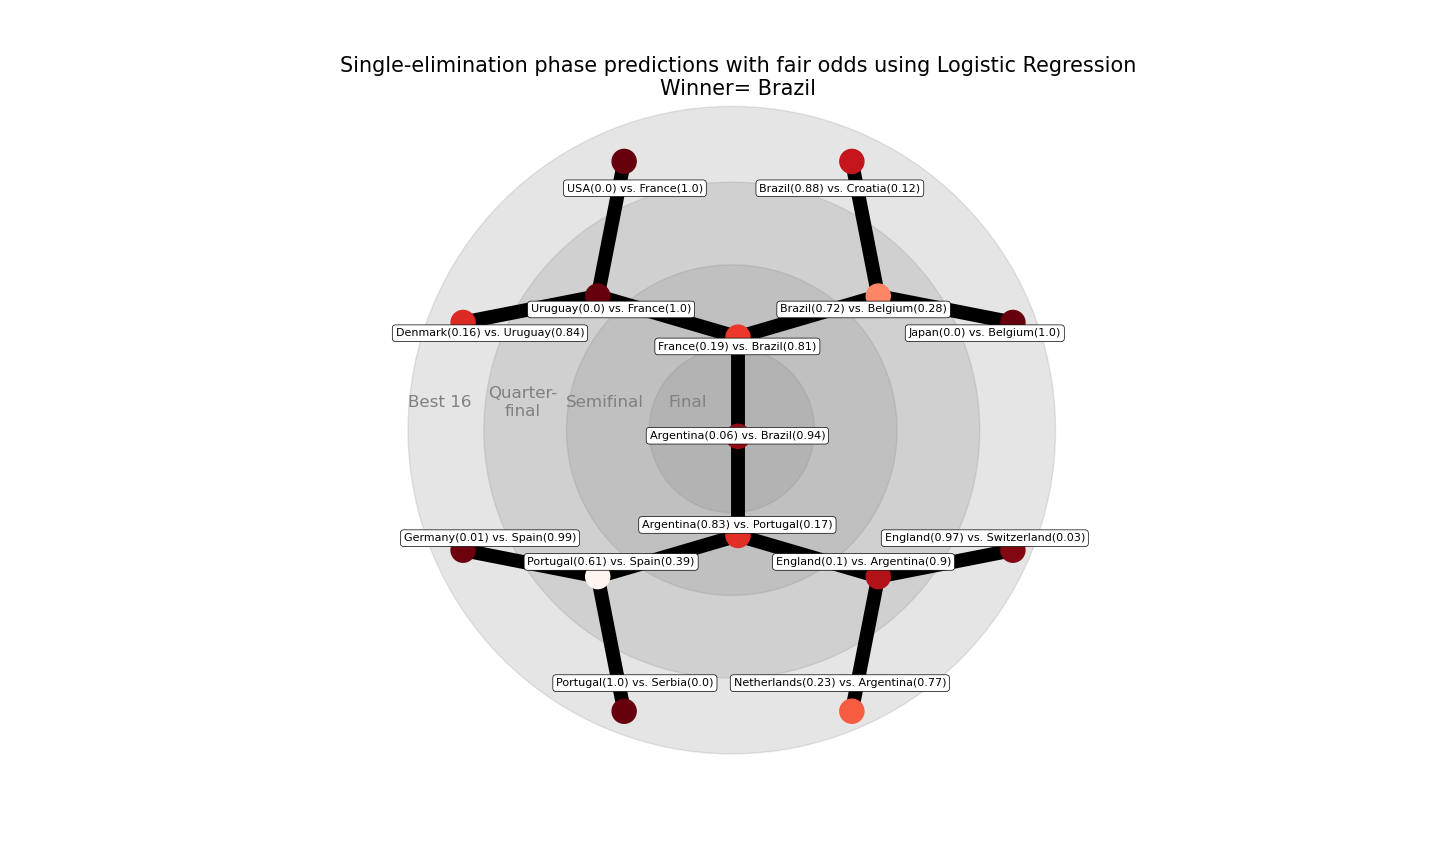 Single-elimination phase predictions with fair odds using Logistic Regression
Winner= Brazil
USA(0.0) vs. France(1.0)
Brazil(0.88) vs. Croatia(0.12)
Uruguay(0.0) vs. France(1.0)
Brazil(0.72) vs. Belgium(0.28)
Denmark(0.16) vs. Uruguay(0.84)
Japan(0.0) vs. Belgium(1.0)
France(0.19) vs. Brazil(0.81)
Best 16
Quarter-
final
Semifinal
Final
Argentina(0.06) vs. Brazil(0.94)
Argentina(0.83) vs. Portugal(0.17)
Germany(0.01) vs. Spain(0.99)
England(0.97) vs. Switzerland(0.03)
Portugal(0.61) vs. Spain(0.39)
England(0.1) vs. Argentina(0.9)
Portugal(1.0) vs. Serbia(0.0)
Netherlands(0.23) vs. Argentina(0.77)